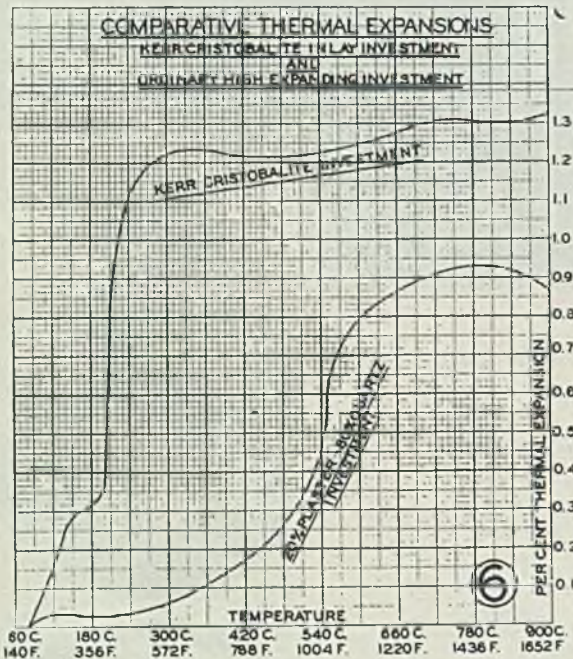 COMPARATIVE THERMAL EXPANSIONS
KERR CRISTOBALITE INLAY INVESTMENT
AND
ORDINARY HIGH EXPANDING INVESTMENT
1.3
KERR CRISTOBALITE INVESTMENT
1.2
1.1
1.0
0.9
0.8
0.7
0.6
0.5
0.4
0.3
0.2
0.1
20% PLASTER 80% QUARTZ
INVESTMENT
PERCENT THERMAL EXPANSION
6
TEMPERATURE
60 C. 180 C. 300 C. 420 C. 540 C. 660 C. 780 C. 900 C.
140 F. 356 F. 572 F. 788 F. 1004 F. 1220 F. 1436 F. 1652 F.